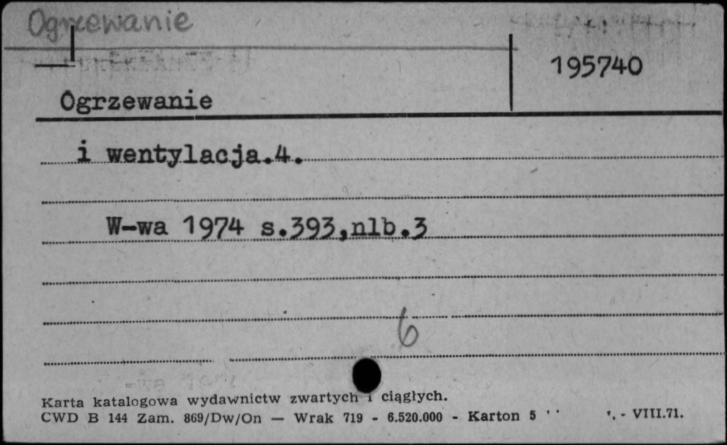 Ogrzewanie
195740
Ogrzewanie
i wentylacja.4.
W-wa 1974 s.393,nlb.3
6
Karta katalogowa wydawnictw zwartych i ciągłych.
CWD B 144 Zam. 869/Dw/On — Wrak 719 - 6.520.000 - Karton 5 - VIII.71.